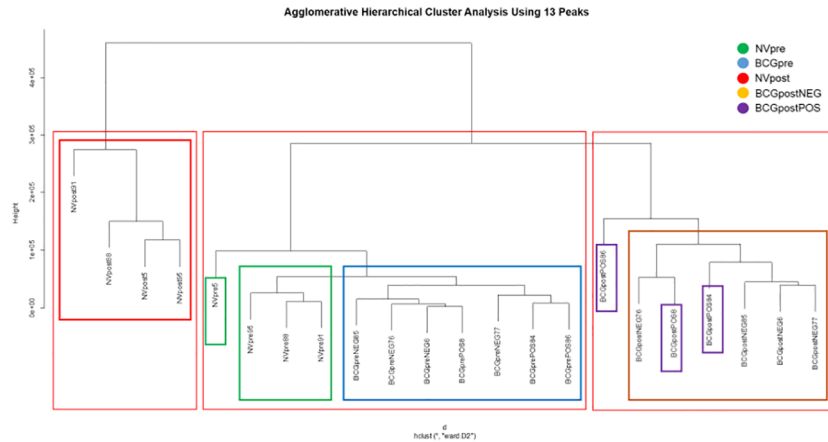 Agglomerative Hierarchical Cluster Analysis Using 13 Peaks
NVpre
BCGpre
NVpost
BCGpostNEG
BCGpostPOS
Height
4e+05
3e+05
2e+05
1e+05
0e+00
NVpost91
NVpost88
NVpost5
NVpost95
NVpre5
NVpre95
NVpre88
NVpre91
BCGpreNEG85
BCGpreNEG76
BCGpreNEG6
BCGprePOS8
BCGpreNEG77
BCGprePOS84
BCGprePOS86
BCGpostPOS86
BCGpostNEG76
BCGpostPOS8
BCGpostPOS84
BCGpostNEG85
BCGpostNEG6
BCGpostNEG77
d
hclust (*, "ward.D2")